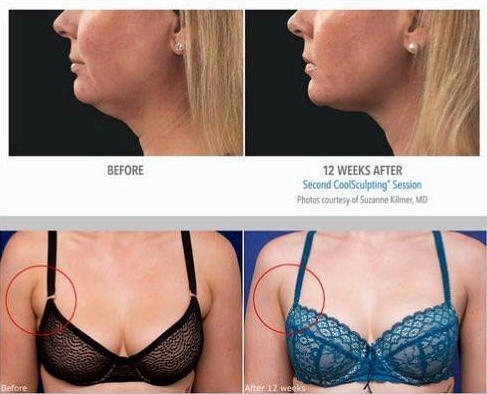 BEFORE
12 WEEKS AFTER
Second CoolSculpting® Session
Photos courtesy of Suzanne Kilmer, MD
Before
After 12 weeks